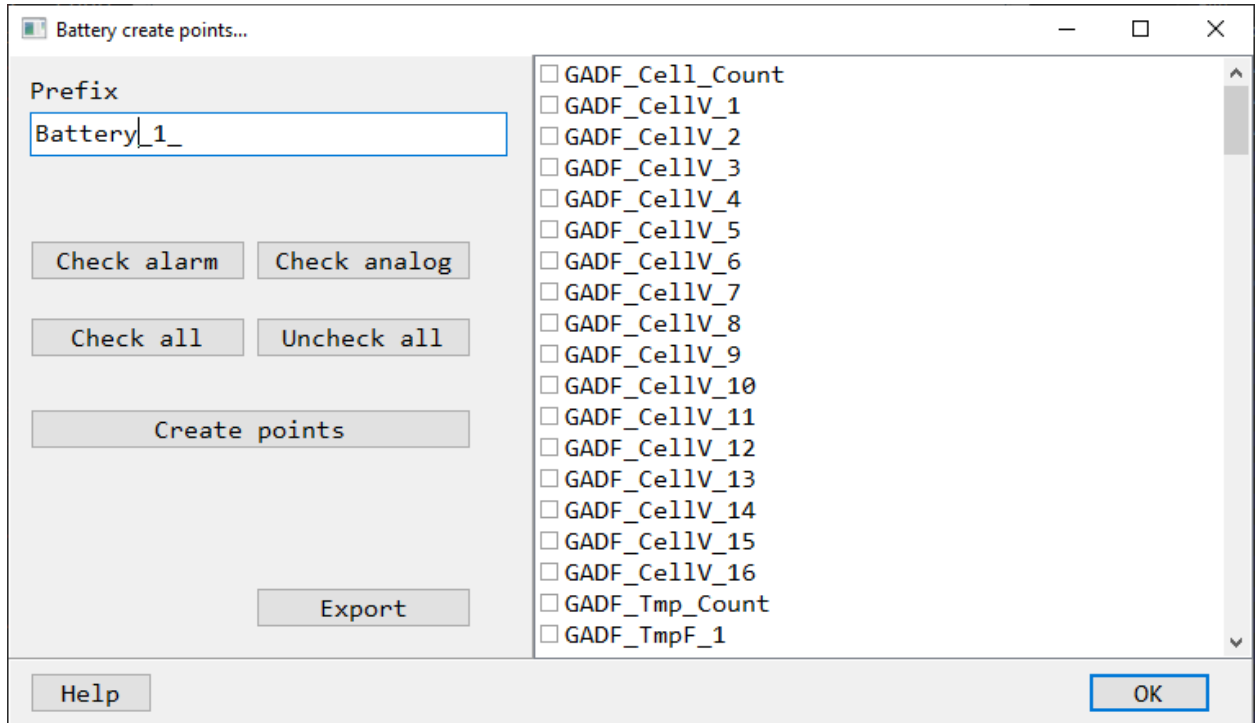 Battery create points...
Prefix
Battery_1_
Check alarm Check analog
Check all Uncheck all
Create points
Export
GADF_Cell_Count
GADF_CellV_1
GADF_CellV_2
GADF_CellV_3
GADF_CellV_4
GADF_CellV_5
GADF_CellV_6
GADF_CellV_7
GADF_CellV_8
GADF_CellV_9
GADF_CellV_10
GADF_CellV_11
GADF_CellV_12
GADF_CellV_13
GADF_CellV_14
GADF_CellV_15
GADF_CellV_16
GADF_Tmp_Count
GADF_TmpF_1
Help OK